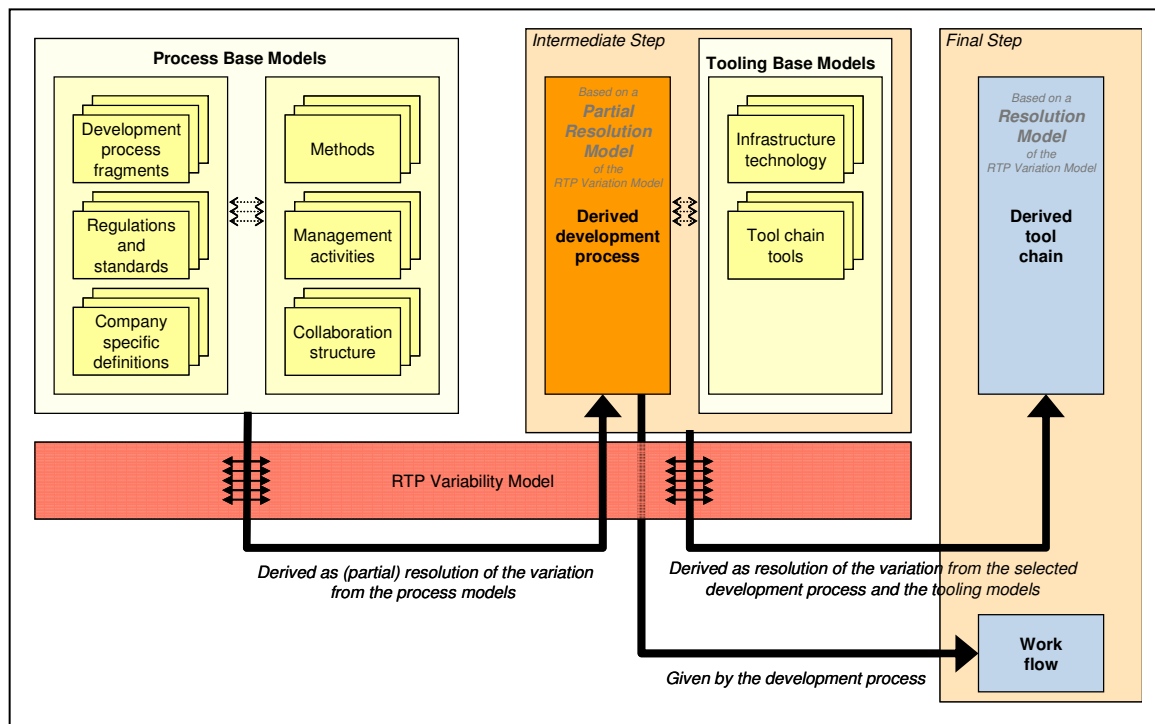 Process Base Models
Development
process
fragments
Regulations
and
standards
Company
specific
definitions
Methods
Management
activities
Collaboration
structure
Intermediate Step
Based on a
Partial
Resolution
Model
of the
RTP Variation Model
Derived
development
process
Tooling Base Models
Infrastructure
technology
Tool chain
tools
Final Step
Based on a
Resolution
Model
of the
RTP Variation Model
Derived
tool
chain
RTP Variability Model
Derived as (partial) resolution of the variation
from the process models
Derived as resolution of the variation from the selected
development process and the tooling models
Given by the development process
Work
flow